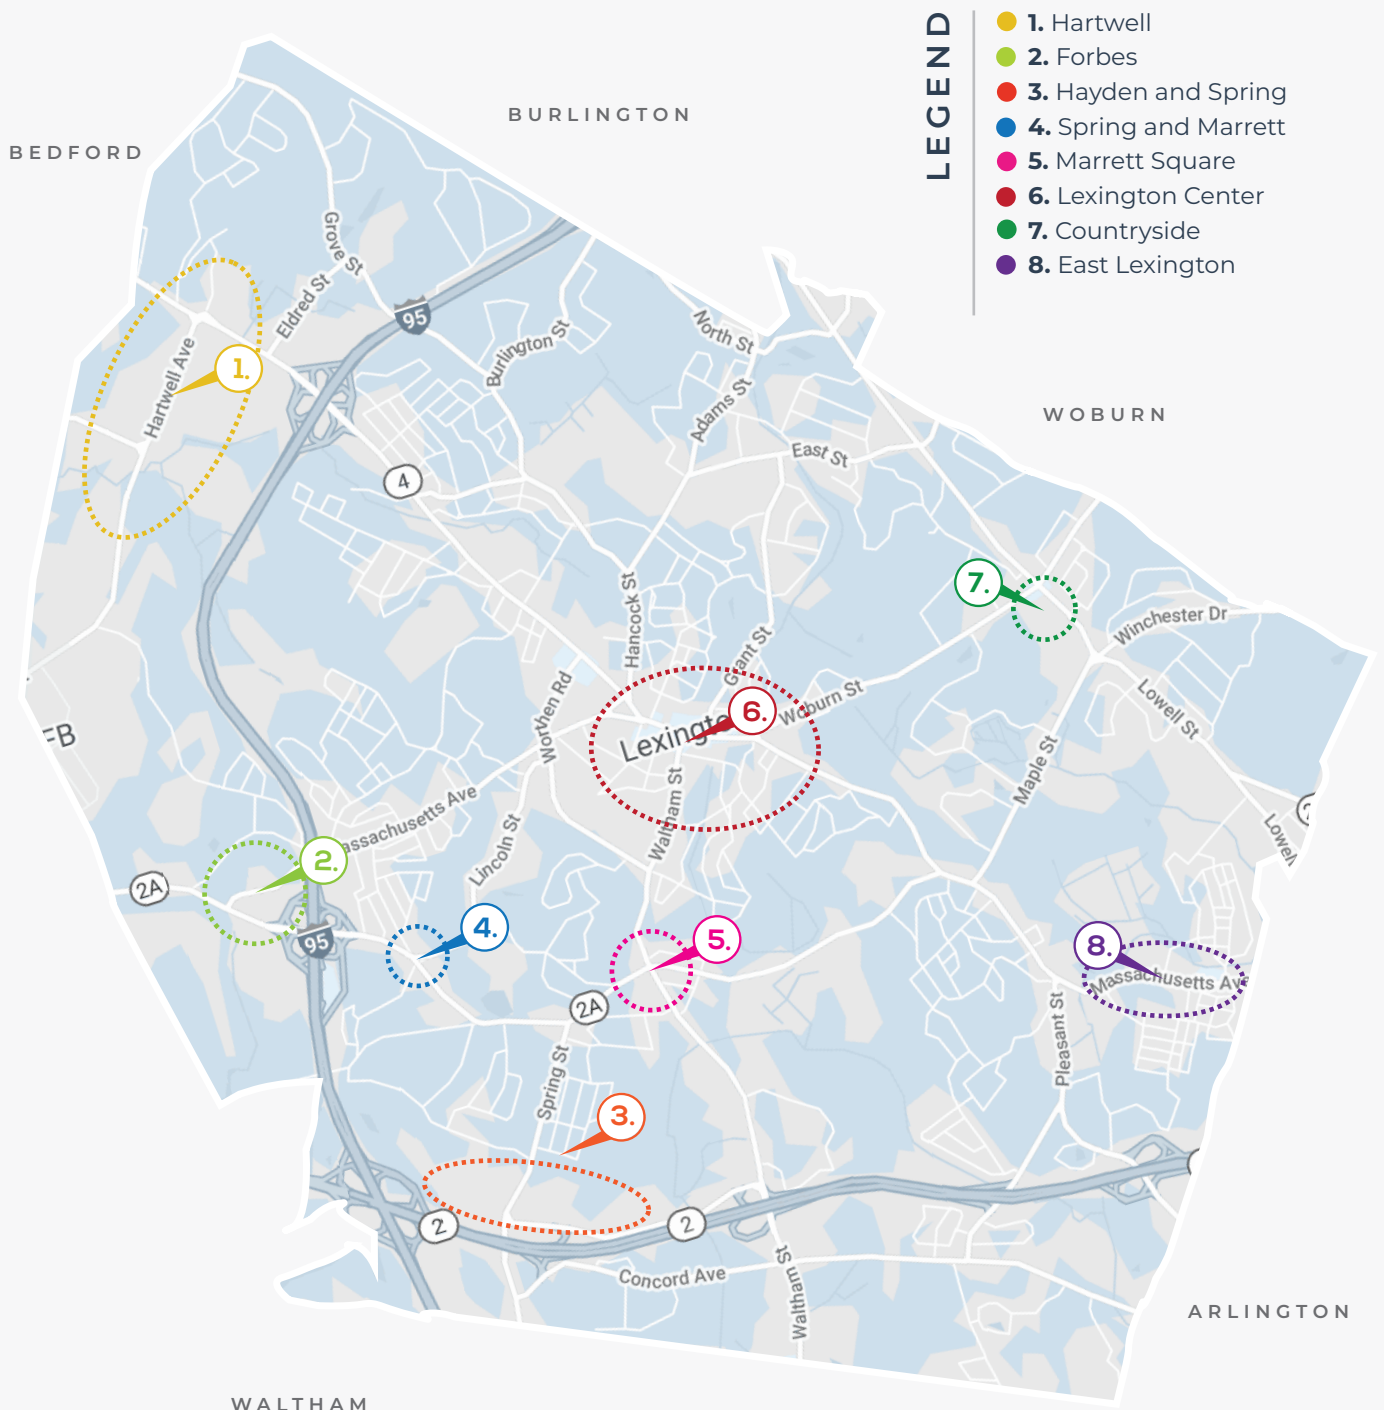 LEGEND
1. Hartwell
2. Forbes
3. Hayden and Spring
4. Spring and Marrett
5. Marrett Square
6. Lexington Center
7. Countryside
8. East Lexington
BURLINGTON
BEDFORD
WOBURN
ARLINGTON
WALTHAM
Grove St
Eldred St
95
Burlington St
North St
Hartwell Ave
1.
Adams St
East St
4
Hancock St
7.
Winchester Dr
Grant St
Worthen Rd
Woburn St
6.
Lexingto
Lowell St
FB
Maple St
Waltham St
Massachusetts Ave
Lincoln St
Lowell
2.
2A
95
4.
5.
8.
Massachusetts Ave
2A
Pleasant St
Spring St
3.
2
2
Concord Ave
Waltham St